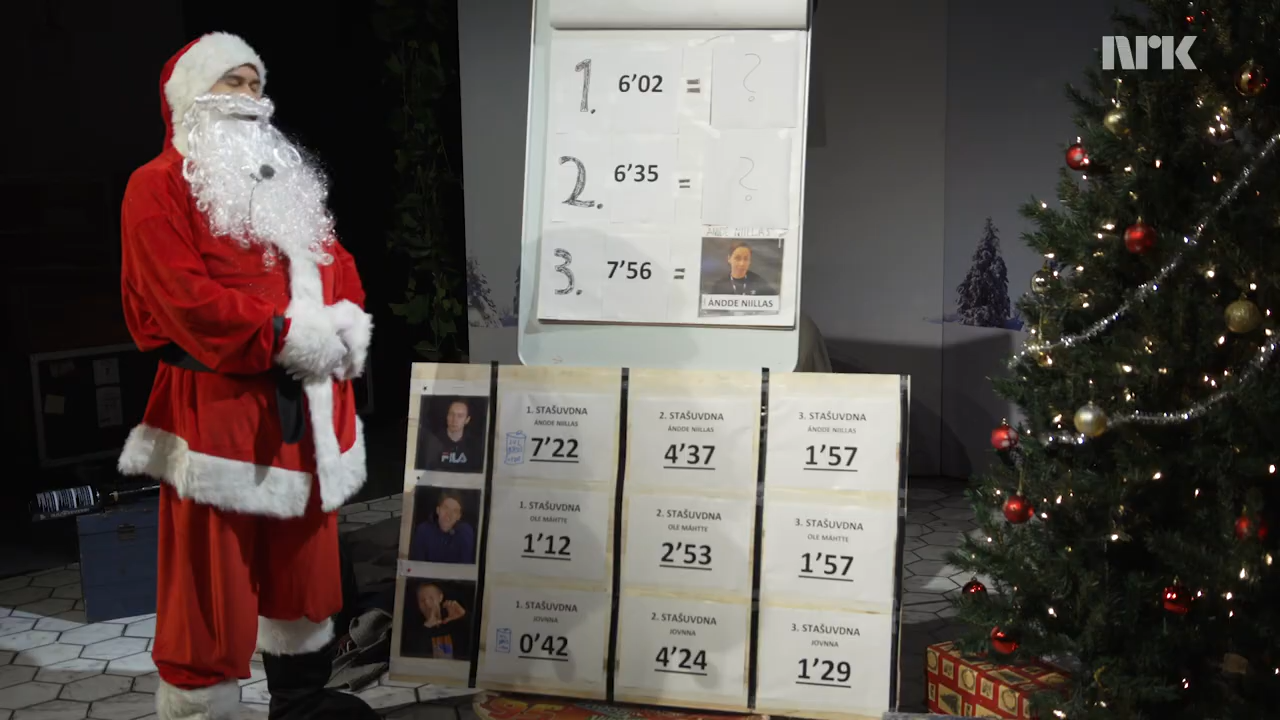 NRK
1. 6'02 = ?
2. 6'35 = ?
ÁNDE NIILLAS
3. 7'56 =
ÁNDDE NIILLAS
1. STAŠUVDNA
ÁNDDE NIILLAS
7'22
2. STAŠUVDNA
ÁNDDE NIILLAS
4'37
3. STAŠUVDNA
ÁNDDE NIILLAS
1'57
FILA
1. STAŠUVDNA
OLE MÁHTTE
1'12
2. STAŠUVDNA
OLE MÁHTTE
2'53
3. STAŠUVDNA
OLE MÁHTTE
1'57
1. STAŠUVDNA
JOVNNA
0'42
2. STAŠUVDNA
JOVNNA
4'24
3. STAŠUVDNA
JOVNNA
1'29